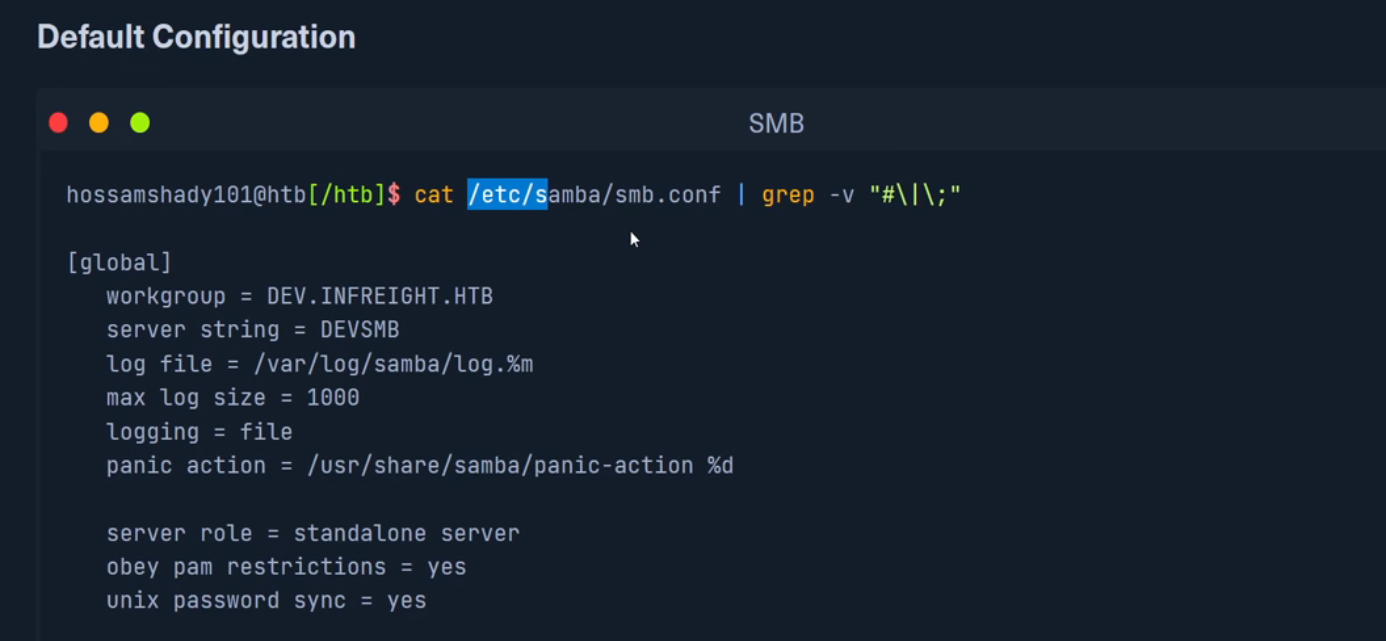 Default Configuration
SMB
hossamshady101@htb[/htb]$ cat /etc/samba/smb.conf | grep -v "#\|\;"
[global]
workgroup = DEV.INFREIGHT.HTB
server string = DEVSMB
log file = /var/log/samba/log.%m
max log size = 1000
logging = file
panic action = /usr/share/samba/panic-action %d
server role = standalone server
obey pam restrictions = yes
unix password sync = yes